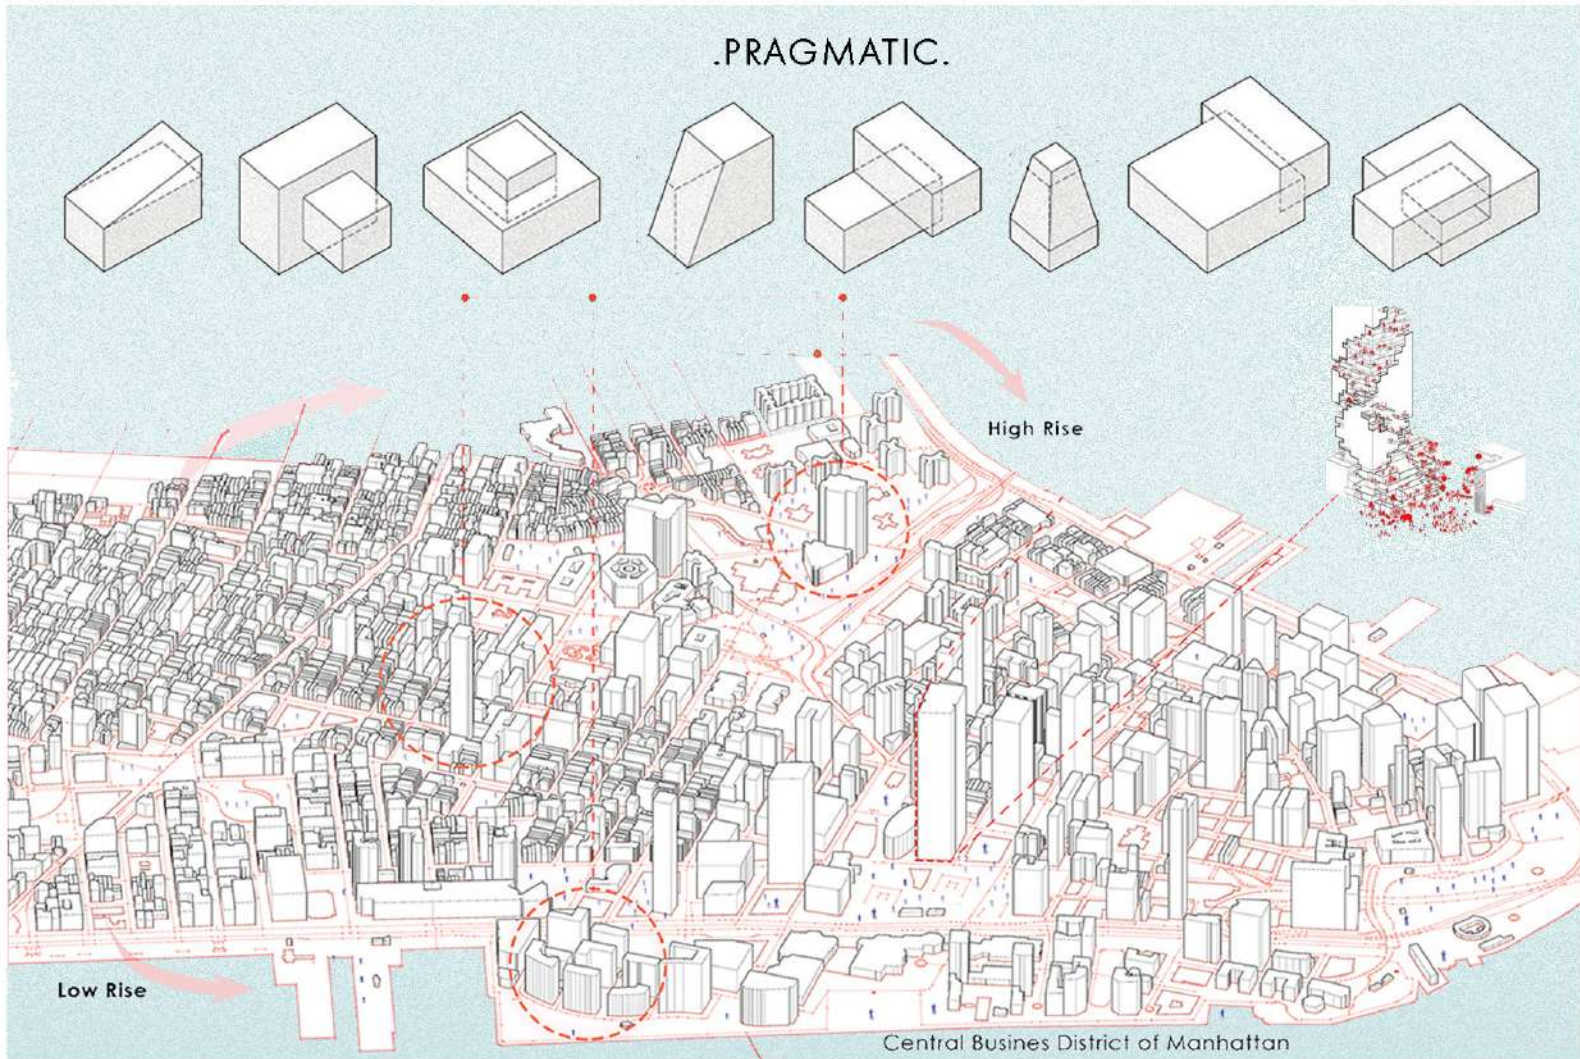 .PRAGMATIC.
High Rise
Low Rise
Central Busines District of Manhattan